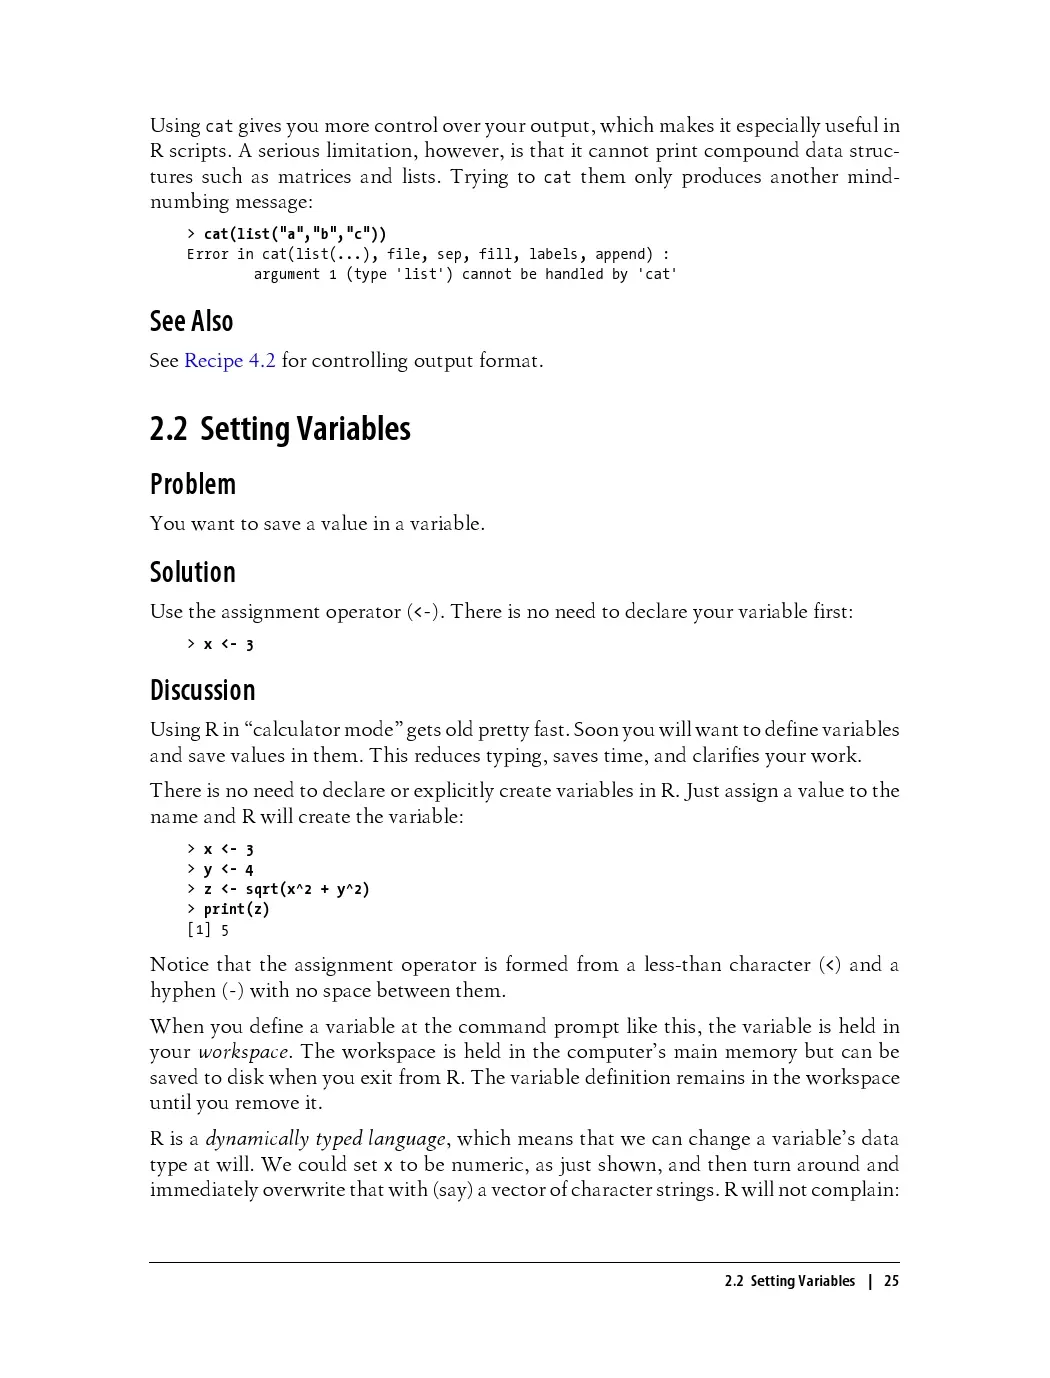 Using cat gives you more control over your output, which makes it especially useful in
R scripts. A serious limitation, however, is that it cannot print compound data struc-
tures such as matrices and lists. Trying to cat them only produces another mind-
numbing message:
> cat(list("a","b","c"))
Error in cat(list(...), file, sep, fill, labels, append) :
        argument 1 (type 'list') cannot be handled by 'cat'
See Also
See Recipe 4.2 for controlling output format.
2.2 Setting Variables
Problem
You want to save a value in a variable.
Solution
Use the assignment operator (<-). There is no need to declare your variable first:
> x <- 3
Discussion
Using R in “calculator mode” gets old pretty fast. Soon you will want to define variables
and save values in them. This reduces typing, saves time, and clarifies your work.
There is no need to declare or explicitly create variables in R. Just assign a value to the
name and R will create the variable:
> x <- 3
> y <- 4
> z <- sqrt(x^2 + y^2)
> print(z)
[1] 5
Notice that the assignment operator is formed from a less-than character (<) and a
hyphen (-) with no space between them.
When you define a variable at the command prompt like this, the variable is held in
your workspace. The workspace is held in the computer’s main memory but can be
saved to disk when you exit from R. The variable definition remains in the workspace
until you remove it.
R is a dynamically typed language, which means that we can change a variable’s data
type at will. We could set x to be numeric, as just shown, and then turn around and
immediately overwrite that with (say) a vector of character strings. R will not complain:
2.2 Setting Variables | 25